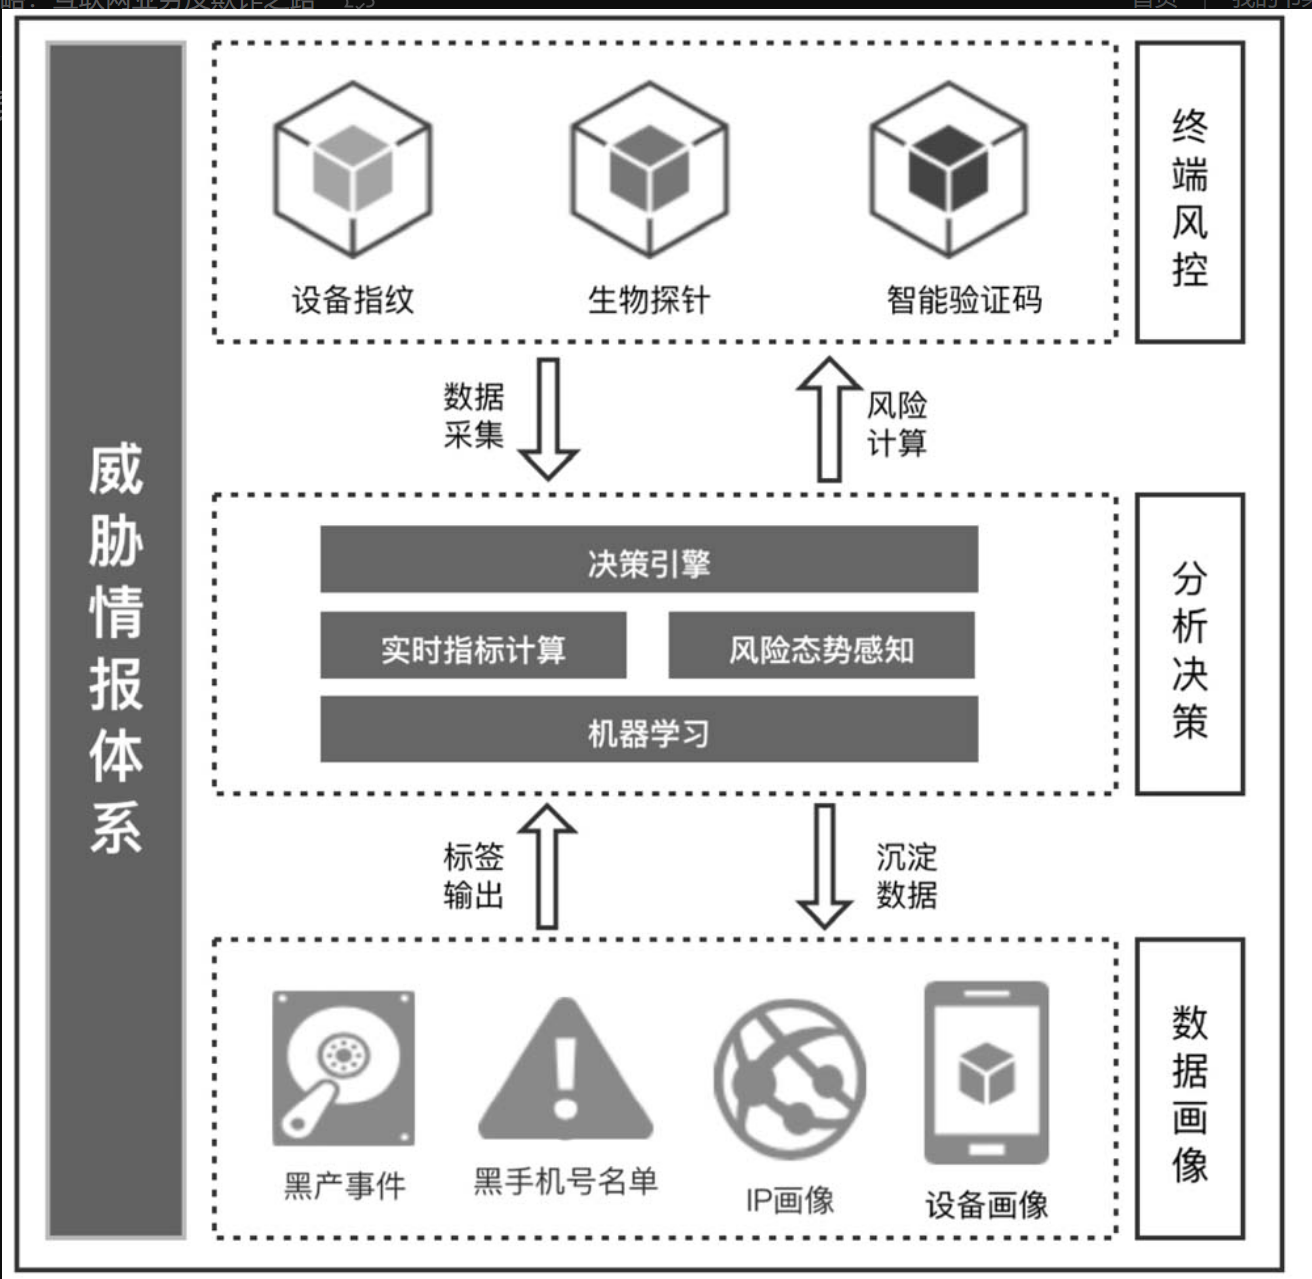 威胁情报体系
设备指纹
生物探针
智能验证码
终端风控
数据
采集
风险
计算
决策引擎
实时指标计算
风险态势感知
机器学习
分析决策
标签
输出
沉淀
数据
黑产事件
黑手机号名单
IP画像
设备画像
数据画像